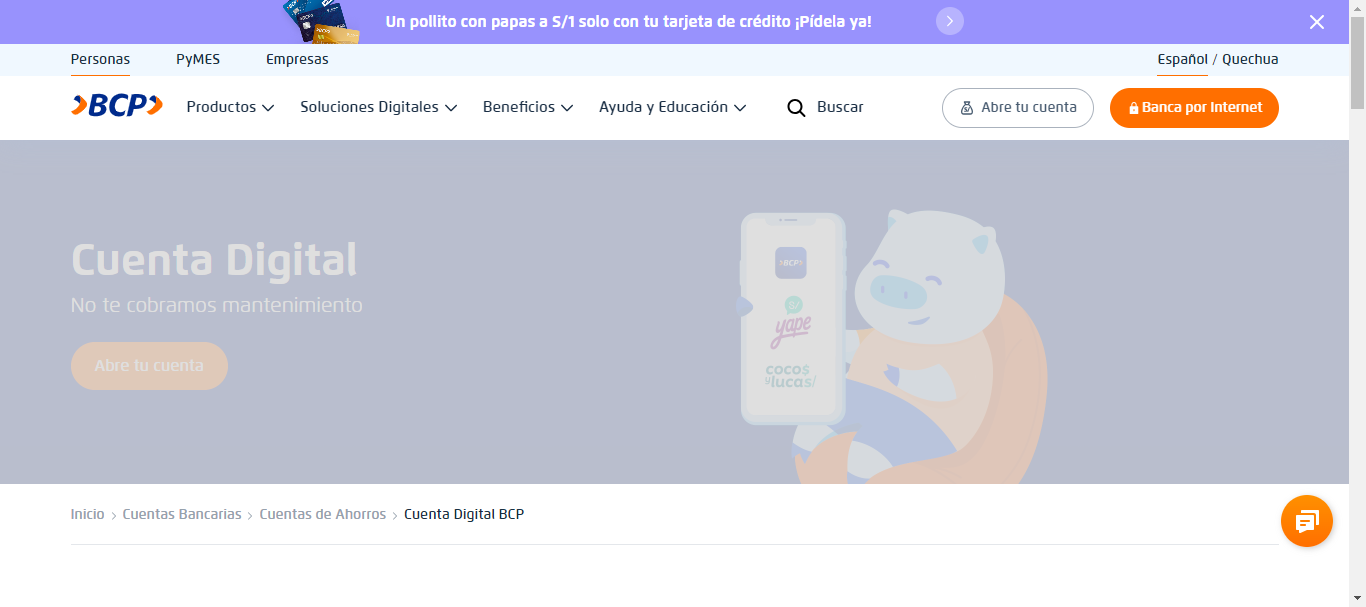 Un pollito con papas a S/1 solo con tu tarjeta de crédito ¡Pídela ya!
Personas PyMES Empresas Español / Quechua
BCP Productos Soluciones Digitales Beneficios Ayuda y Educación Buscar Abre tu cuenta Banca por Internet
Cuenta Digital
No te cobramos mantenimiento
Abre tu cuenta
BCP
yape
cocos
y lucas/
Inicio > Cuentas Bancarias > Cuentas de Ahorros > Cuenta Digital BCP